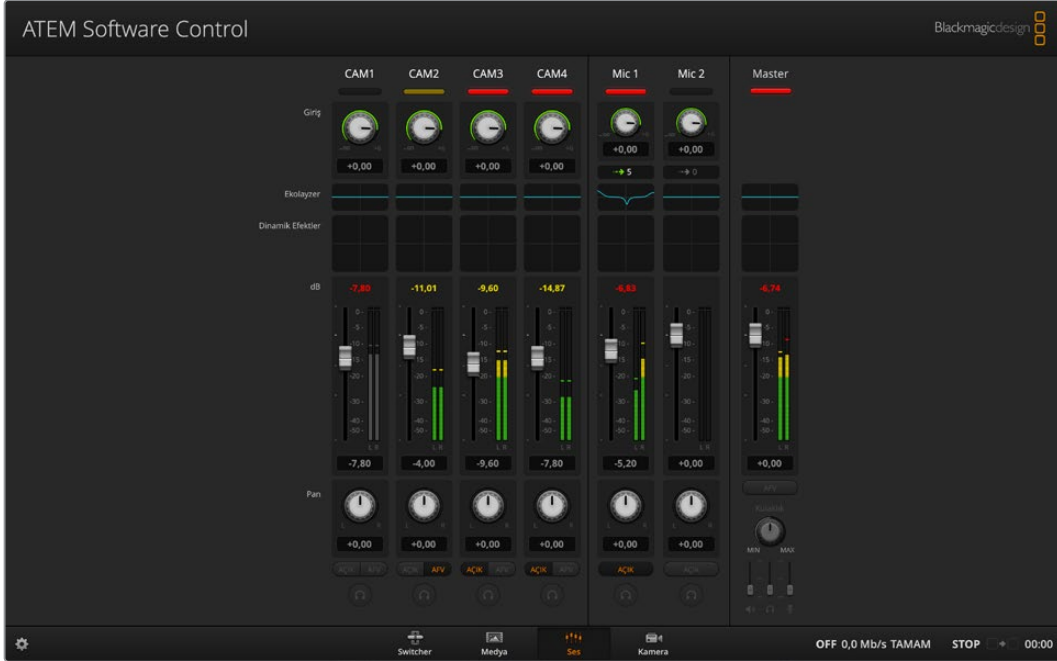 ATEM Software Control
Blackmagicdesign
CAM1 CAM2 CAM3 CAM4 Mic 1 Mic 2 Master
Giriş
+0,00 +0,00 +0,00 +0,00 +0,00 +0,00
5 0
Ekolayzer
Dinamik Efektler
dB -7,80 -11,01 -9,60 -14,87 -6,83 -6,74
-7,80 -4,00 -9,60 -7,80 -5,20 +0,00 +0,00
Pan
L R L R L R L R L R L R
+0,00 +0,00 +0,00 +0,00 +0,00 +0,00
AÇIK AFV AÇIK AFV AÇIK AFV AÇIK AFV AÇIK AÇIK
AFV
Kulaklık
MIN MAX
Switcher Medya Ses Kamera
OFF 0,0 Mb/s TAMAM STOP 00:00